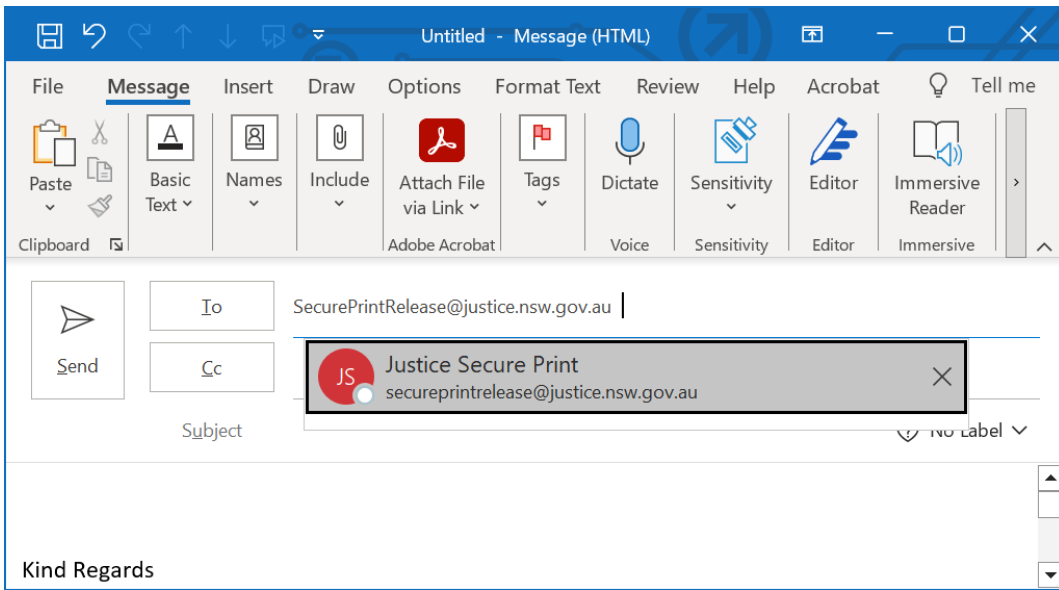 Untitled - Message (HTML)
File Message Insert Draw Options Format Text Review Help Acrobat Tell me
Paste
Basic Text
Names
Include
Attach File via Link
Tags
Dictate
Sensitivity
Editor
Immersive Reader
Clipboard Adobe Acrobat Voice Sensitivity Editor Immersive
To SecurePrintRelease@justice.nsw.gov.au
Send
Cc
JS Justice Secure Print
secureprintrelease@justice.nsw.gov.au
Subject No Label
Kind Regards